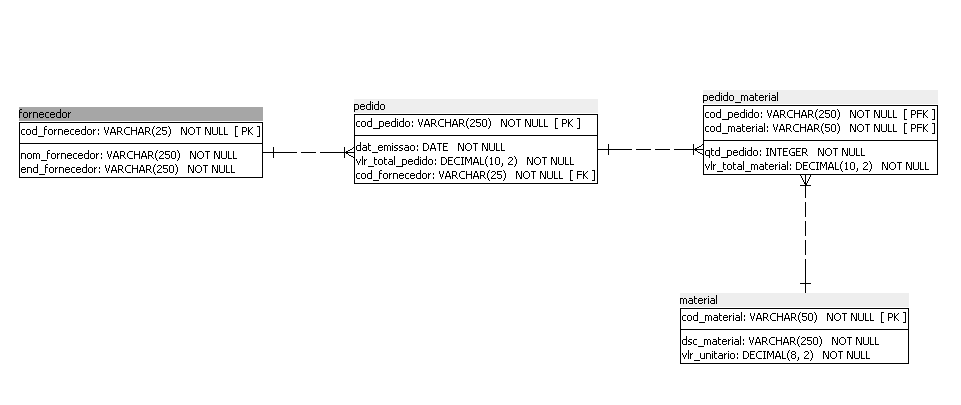 fornecedor
cod_fornecedor: VARCHAR(25) NOT NULL [ PK ]
nom_fornecedor: VARCHAR(250) NOT NULL
end_fornecedor: VARCHAR(250) NOT NULL
pedido
cod_pedido: VARCHAR(250) NOT NULL [ PK ]
dat_emissao: DATE NOT NULL
vlr_total_pedido: DECIMAL(10, 2) NOT NULL
cod_fornecedor: VARCHAR(25) NOT NULL [ FK ]
pedido_material
cod_pedido: VARCHAR(250) NOT NULL [ PFK ]
cod_material: VARCHAR(50) NOT NULL [ PFK ]
qtd_pedido: INTEGER NOT NULL
vlr_total_material: DECIMAL(10, 2) NOT NULL
material
cod_material: VARCHAR(50) NOT NULL [ PK ]
dsc_material: VARCHAR(250) NOT NULL
vlr_unitario: DECIMAL(8, 2) NOT NULL